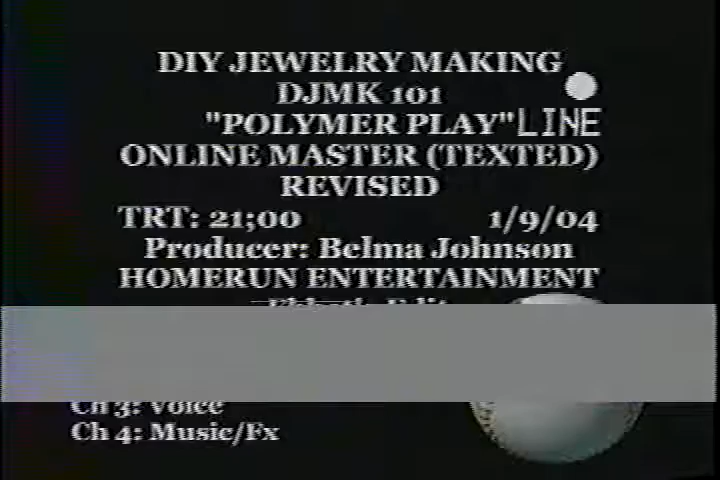 DIY JEWELRY MAKING
DJMK 101
"POLYMER PLAY" LINE
ONLINE MASTER (TEXTED)
REVISED
TRT: 21;00 1/9/04
Producer: Belma Johnson
HOMERUN ENTERTAINMENT
Edit
Ch 3: Voice
Ch 4: Music/Fx